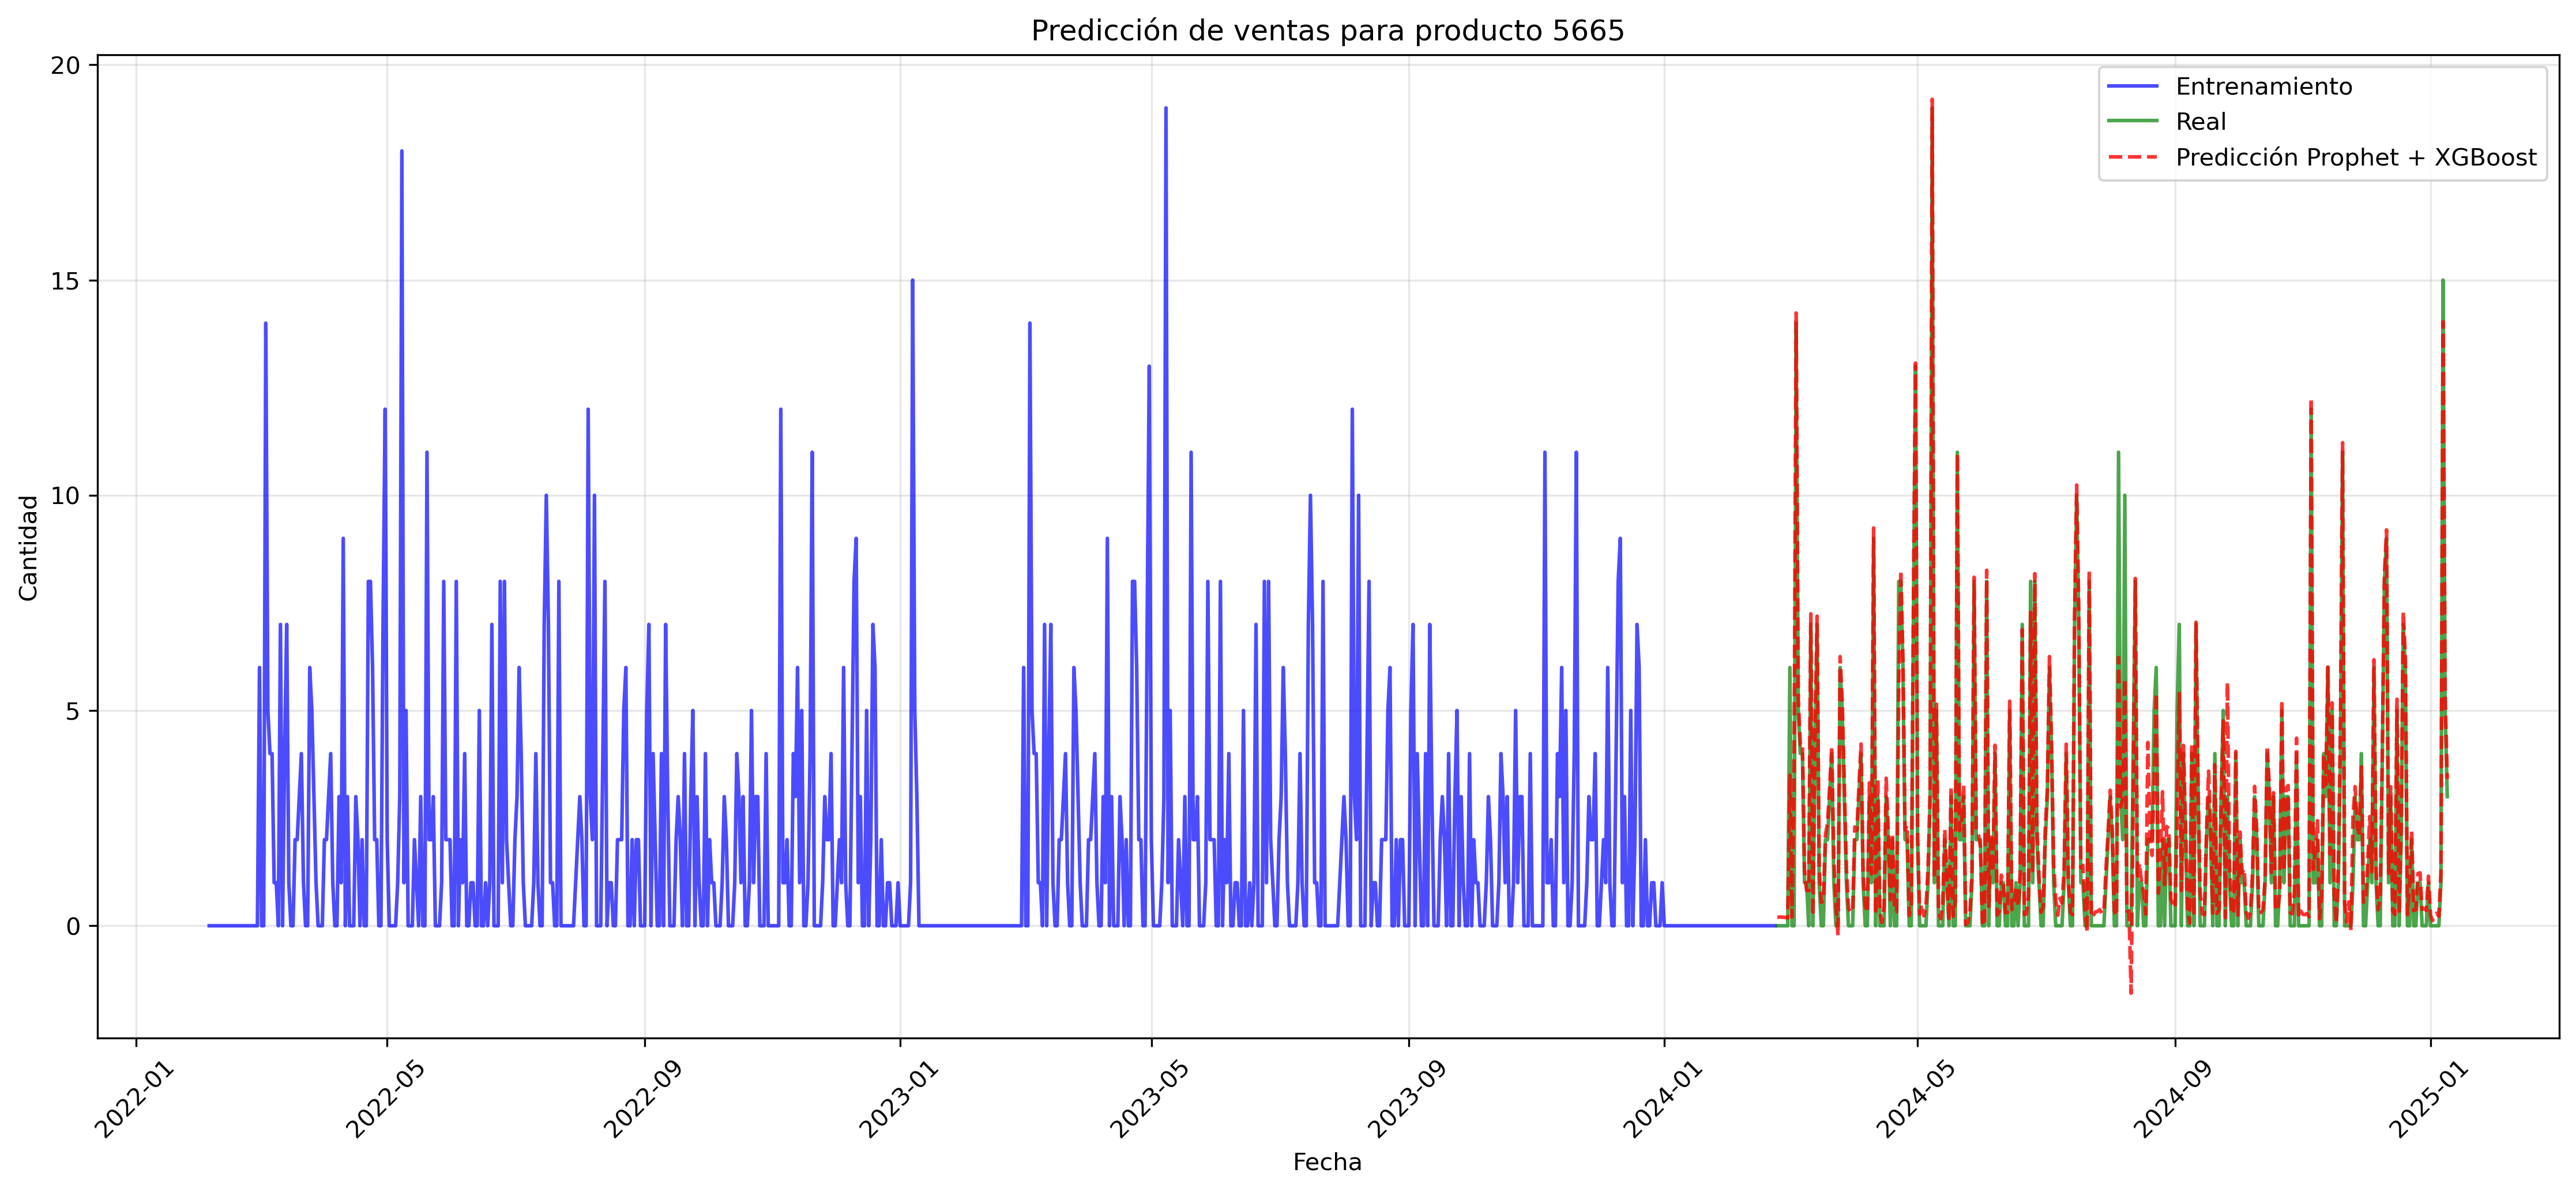 Predicción de ventas para producto 5665
Entrenamiento
Real
Predicción Prophet + XGBoost
Cantidad
20
15
10
5
0
2022-01
2022-05
2022-09
2023-01
2023-05
2023-09
2024-01
2024-05
2024-09
2025-01
Fecha